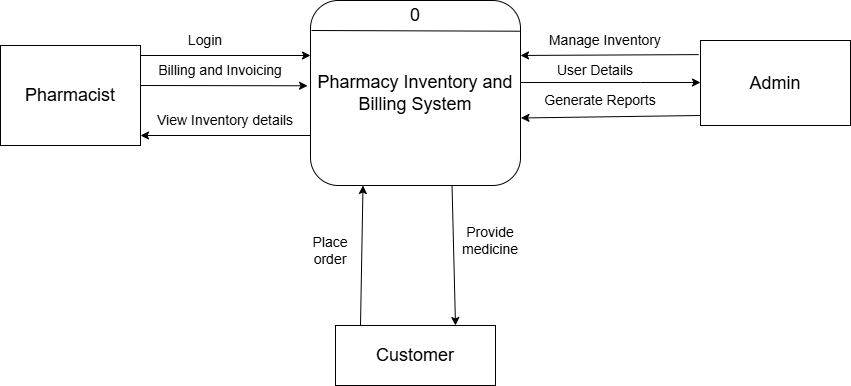 0
Login
Manage Inventory
Billing and Invoicing
User Details
Pharmacist
Pharmacy Inventory and
Billing System
Admin
View Inventory details
Generate Reports
Place
order
Provide
medicine
Customer